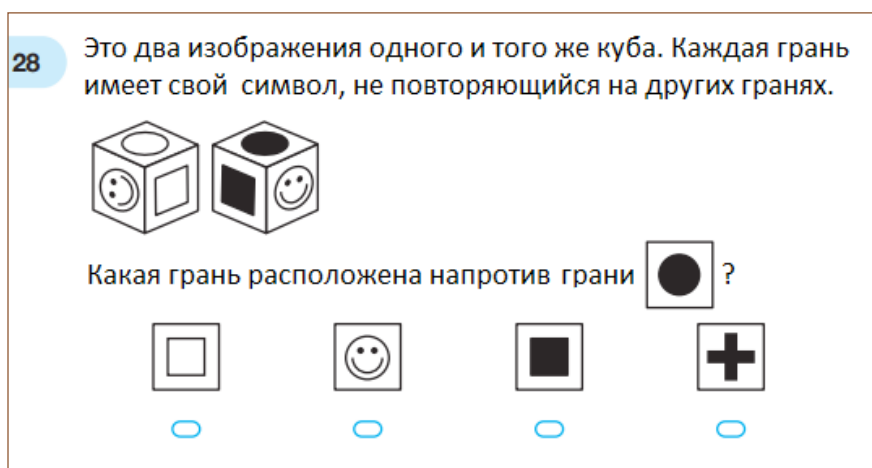 28
Это два изображения одного и того же куба. Каждая грань
имеет свой символ, не повторяющийся на других гранях.
Какая грань расположена напротив грани ?